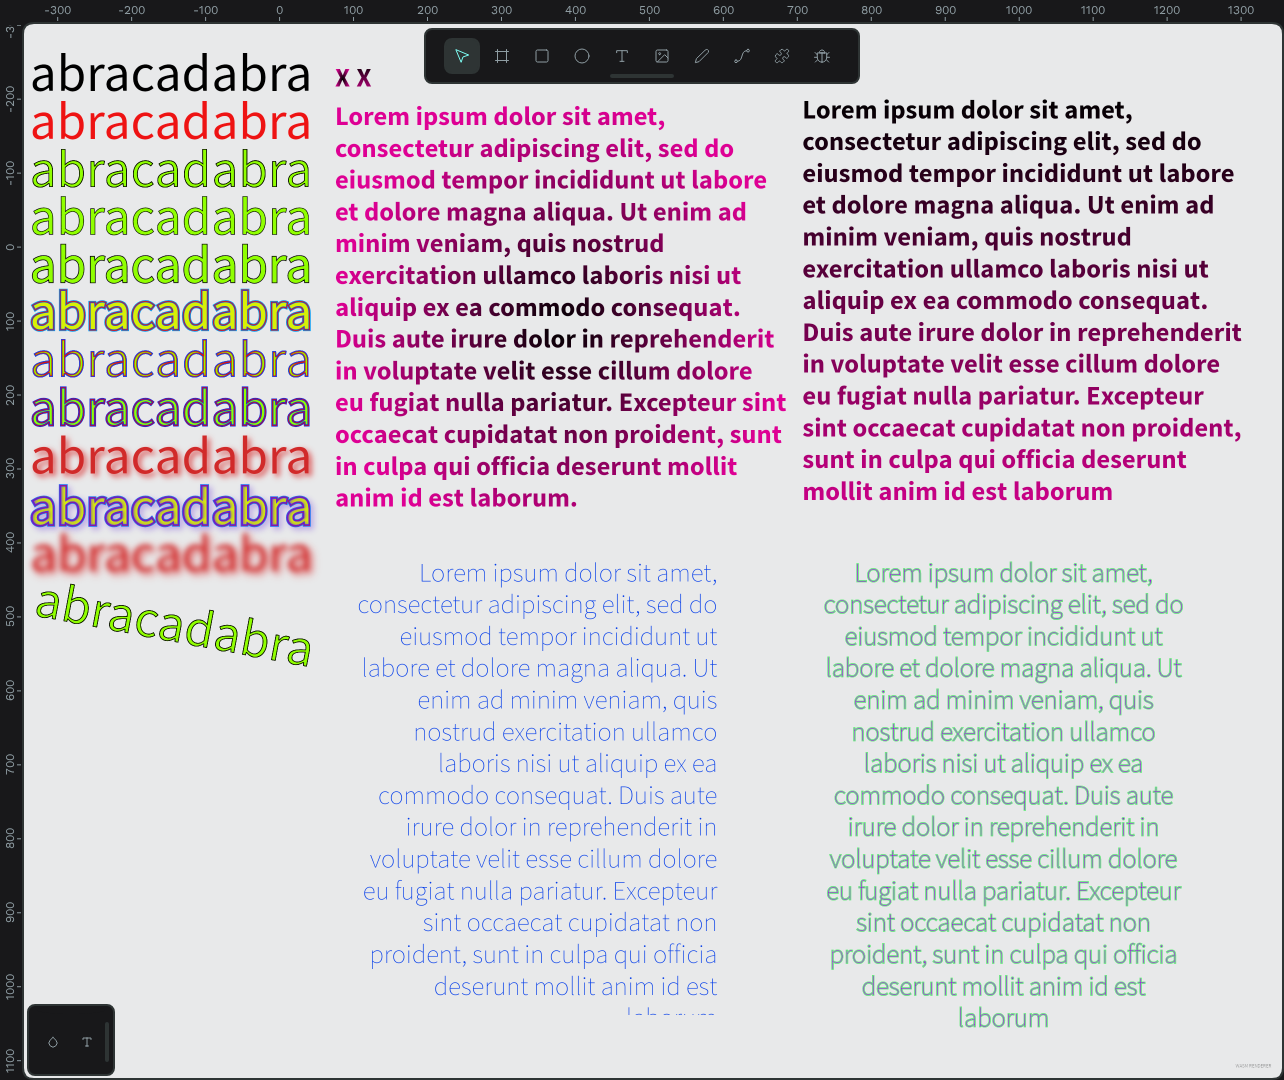 -300 -200 -100 0 100 200 300 400 500 600 700 800 900 1000 1100 1200 1300
-3
-200
-100
0
100
200
300
400
500
600
700
800
900
1000
1100
T
abracadabra
abracadabra
abracadabra
abracadabra
abracadabra
abracadabra
abracadabra
abracadabra
abracadabra
abracadabra
abracadabra
abracadabra
X X
Lorem ipsum dolor sit amet,
consectetur adipiscing elit, sed do
eiusmod tempor incididunt ut labore
et dolore magna aliqua. Ut enim ad
minim veniam, quis nostrud
exercitation ullamco laboris nisi ut
aliquip ex ea commodo consequat.
Duis aute irure dolor in reprehenderit
in voluptate velit esse cillum dolore
eu fugiat nulla pariatur. Excepteur sint
occaecat cupidatat non proident, sunt
in culpa qui officia deserunt mollit
anim id est laborum.
Lorem ipsum dolor sit amet,
consectetur adipiscing elit, sed do
eiusmod tempor incididunt ut labore
et dolore magna aliqua. Ut enim ad
minim veniam, quis nostrud
exercitation ullamco laboris nisi ut
aliquip ex ea commodo consequat.
Duis aute irure dolor in reprehenderit
in voluptate velit esse cillum dolore
eu fugiat nulla pariatur. Excepteur
sint occaecat cupidatat non proident,
sunt in culpa qui officia deserunt
mollit anim id est laborum
Lorem ipsum dolor sit amet,
consectetur adipiscing elit, sed do
eiusmod tempor incididunt ut
labore et dolore magna aliqua. Ut
enim ad minim veniam, quis
nostrud exercitation ullamco
laboris nisi ut aliquip ex ea
commodo consequat. Duis aute
irure dolor in reprehenderit in
voluptate velit esse cillum dolore
eu fugiat nulla pariatur. Excepteur
sint occaecat cupidatat non
proident, sunt in culpa qui officia
deserunt mollit anim id est
laborum
Lorem ipsum dolor sit amet,
consectetur adipiscing elit, sed do
eiusmod tempor incididunt ut
labore et dolore magna aliqua. Ut
enim ad minim veniam, quis
nostrud exercitation ullamco
laboris nisi ut aliquip ex ea
commodo consequat. Duis aute
irure dolor in reprehenderit in
voluptate velit esse cillum dolore
eu fugiat nulla pariatur. Excepteur
sint occaecat cupidatat non
proident, sunt in culpa qui officia
deserunt mollit anim id est
laborum
T
WASM RENDERER